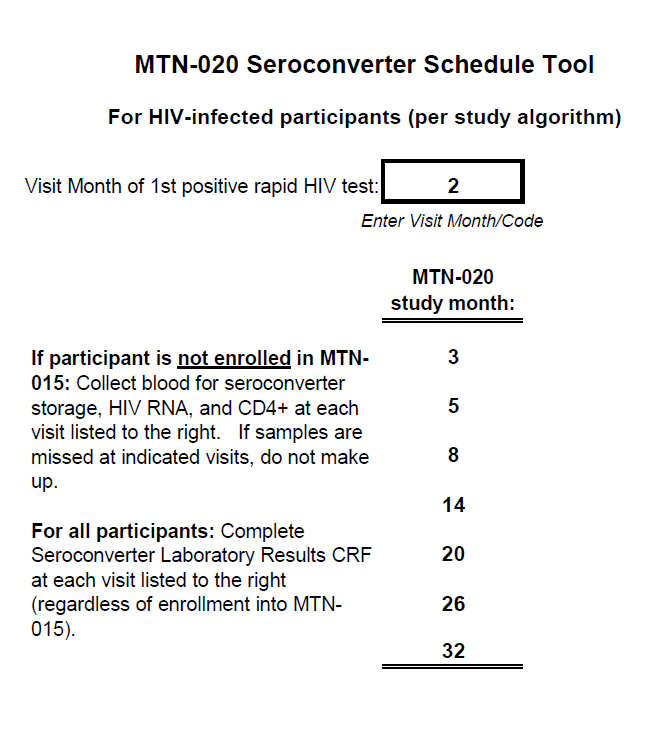 MTN-020 Seroconverter Schedule Tool
For HIV-infected participants (per study algorithm)
Visit Month of 1st positive rapid HIV test: 2
Enter Visit Month/Code
MTN-020
study month:
If participant is not enrolled in MTN-
015: Collect blood for seroconverter
storage, HIV RNA, and CD4+ at each
visit listed to the right.   If samples are
missed at indicated visits, do not make
up.
For all participants: Complete
Seroconverter Laboratory Results CRF
at each visit listed to the right
(regardless of enrollment into MTN-
015).
3
5
8
14
20
26
32